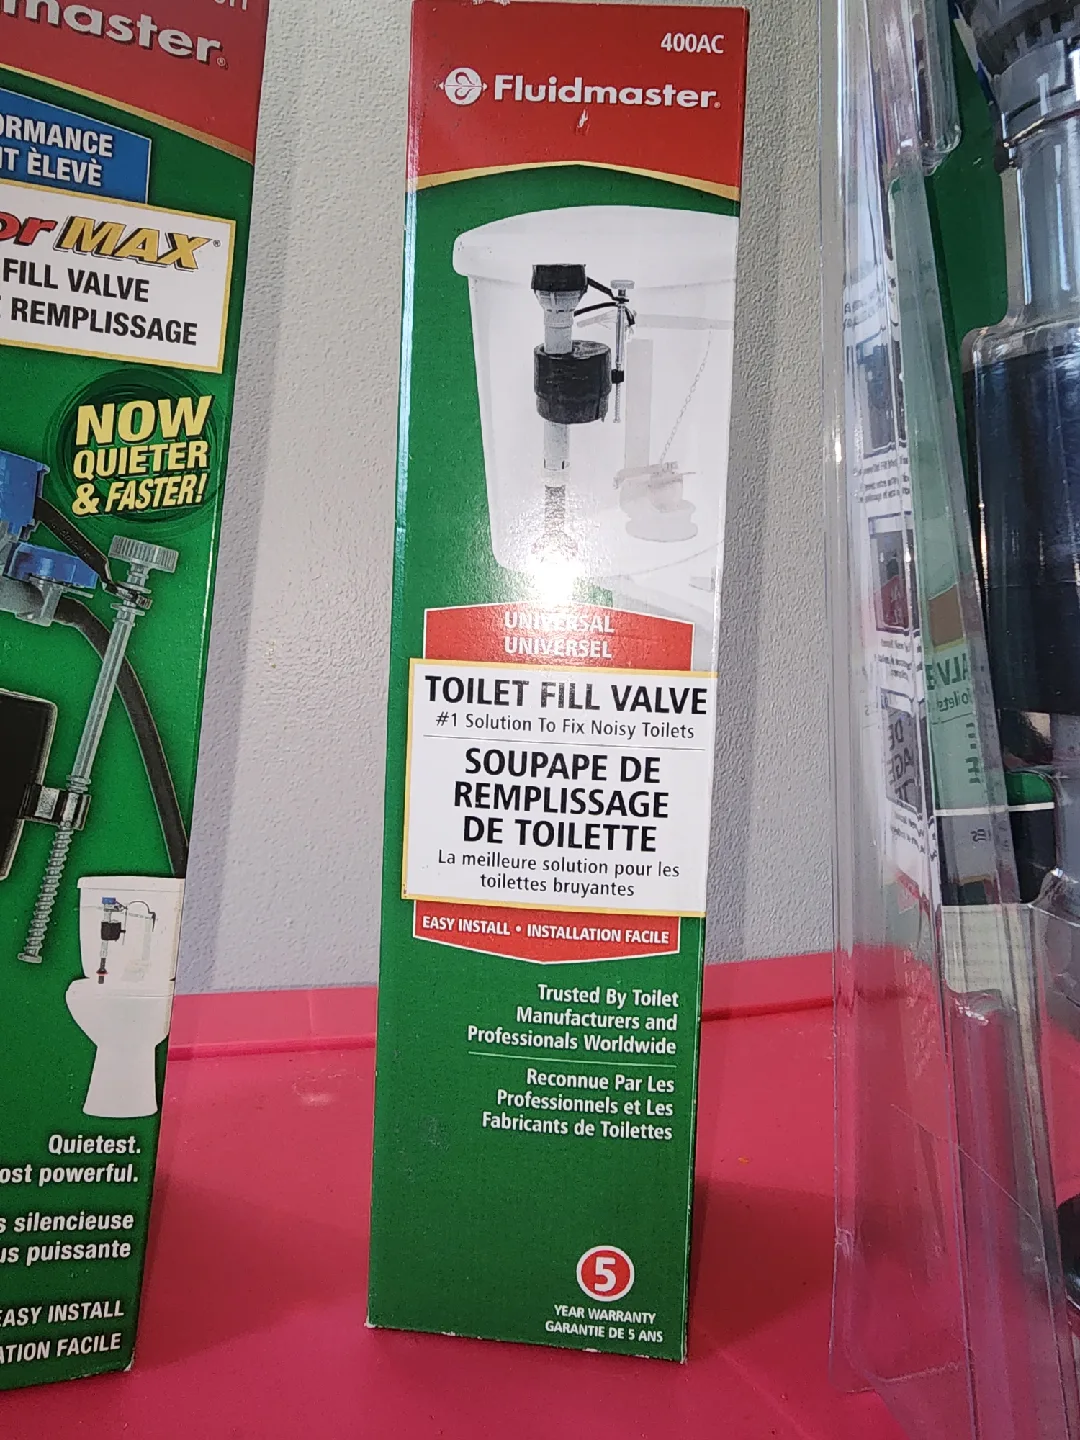 master®
ORMANCE
T ÈLEVÈ
or MAX®
FILL VALVE
REMPLISSAGE
NOW
QUIETER
& FASTER!
Quietest.
ost powerful.
s silencieuse
us puissante
EASY INSTALL
ATION FACILE
400AC
Fluidmaster®
UNIVERSAL
UNIVERSEL
TOILET FILL VALVE
#1 Solution To Fix Noisy Toilets
SOUPAPE DE
REMPLISSAGE
DE TOILETTE
La meilleure solution pour les
toilettes bruyantes
EASY INSTALL • INSTALLATION FACILE
Trusted By Toilet
Manufacturers and
Professionals Worldwide
Reconnue Par Les
Professionnels et Les
Fabricants de Toilettes
5
YEAR WARRANTY
GARANTIE DE 5 ANS